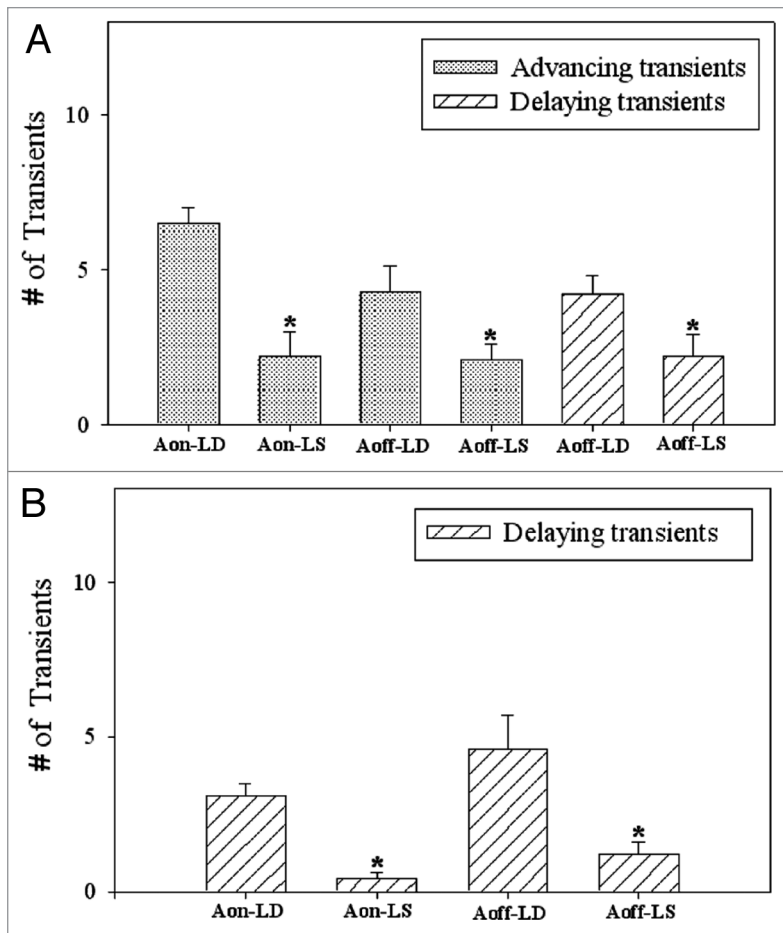 A
Advancing transients
Delaying transients
# of Transients
10
5
0
* * *
Aon-LD Aon-LS Aoff-LD Aoff-LS Aoff-LD Aoff-LS
B
Delaying transients
# of Transients
10
5
0
* *
Aon-LD Aon-LS Aoff-LD Aoff-LS